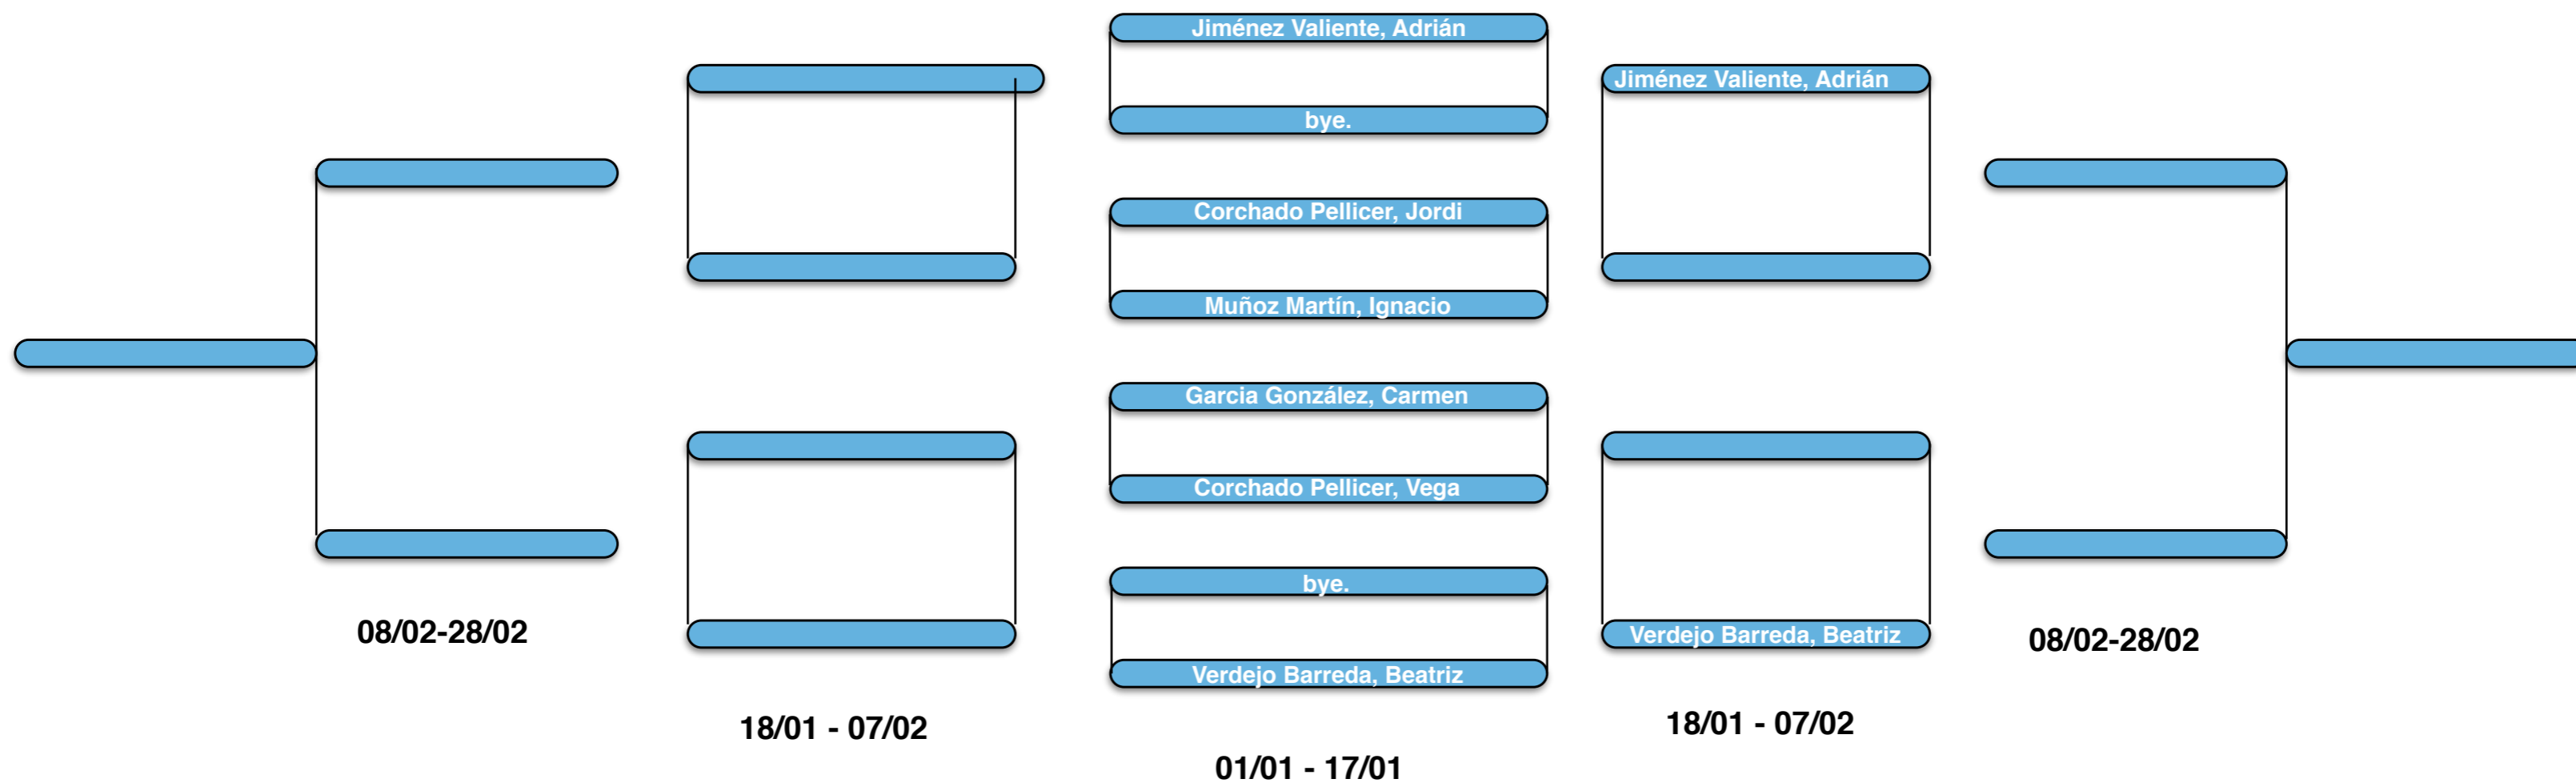 Jiménez Valiente, Adrián
Jiménez Valiente, Adrián
bye.
Corchado Pellicer, Jordi
Muñoz Martín, Ignacio
Garcia González, Carmen
Corchado Pellicer, Vega
bye.
Verdejo Barreda, Beatriz
Verdejo Barreda, Beatriz
08/02-28/02
08/02-28/02
18/01 - 07/02
18/01 - 07/02
01/01 - 17/01